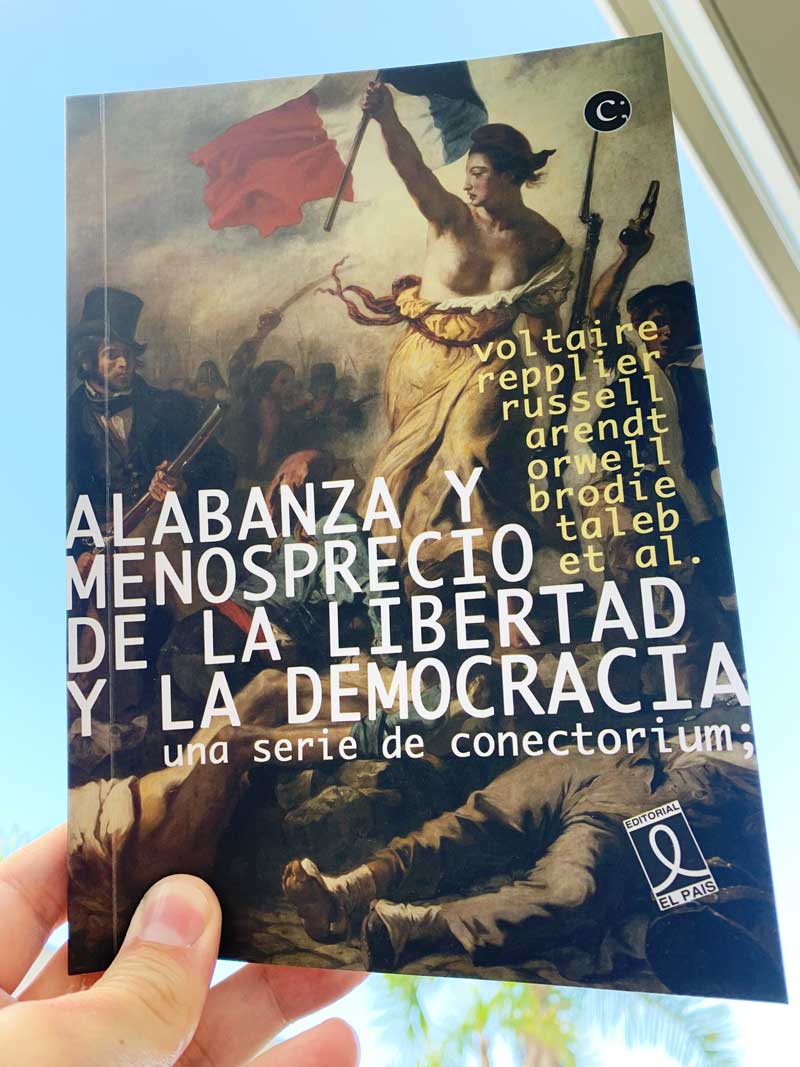 C;
voltaire
repplier
russell
arendt
orwell
brodie
taleb
et al.
ALABANZA Y
MENOSPRECIO
DE LA LIBERTAD
Y LA DEMOCRACIA
una serie de conectorium;
EDITORIAL
EL PAIS